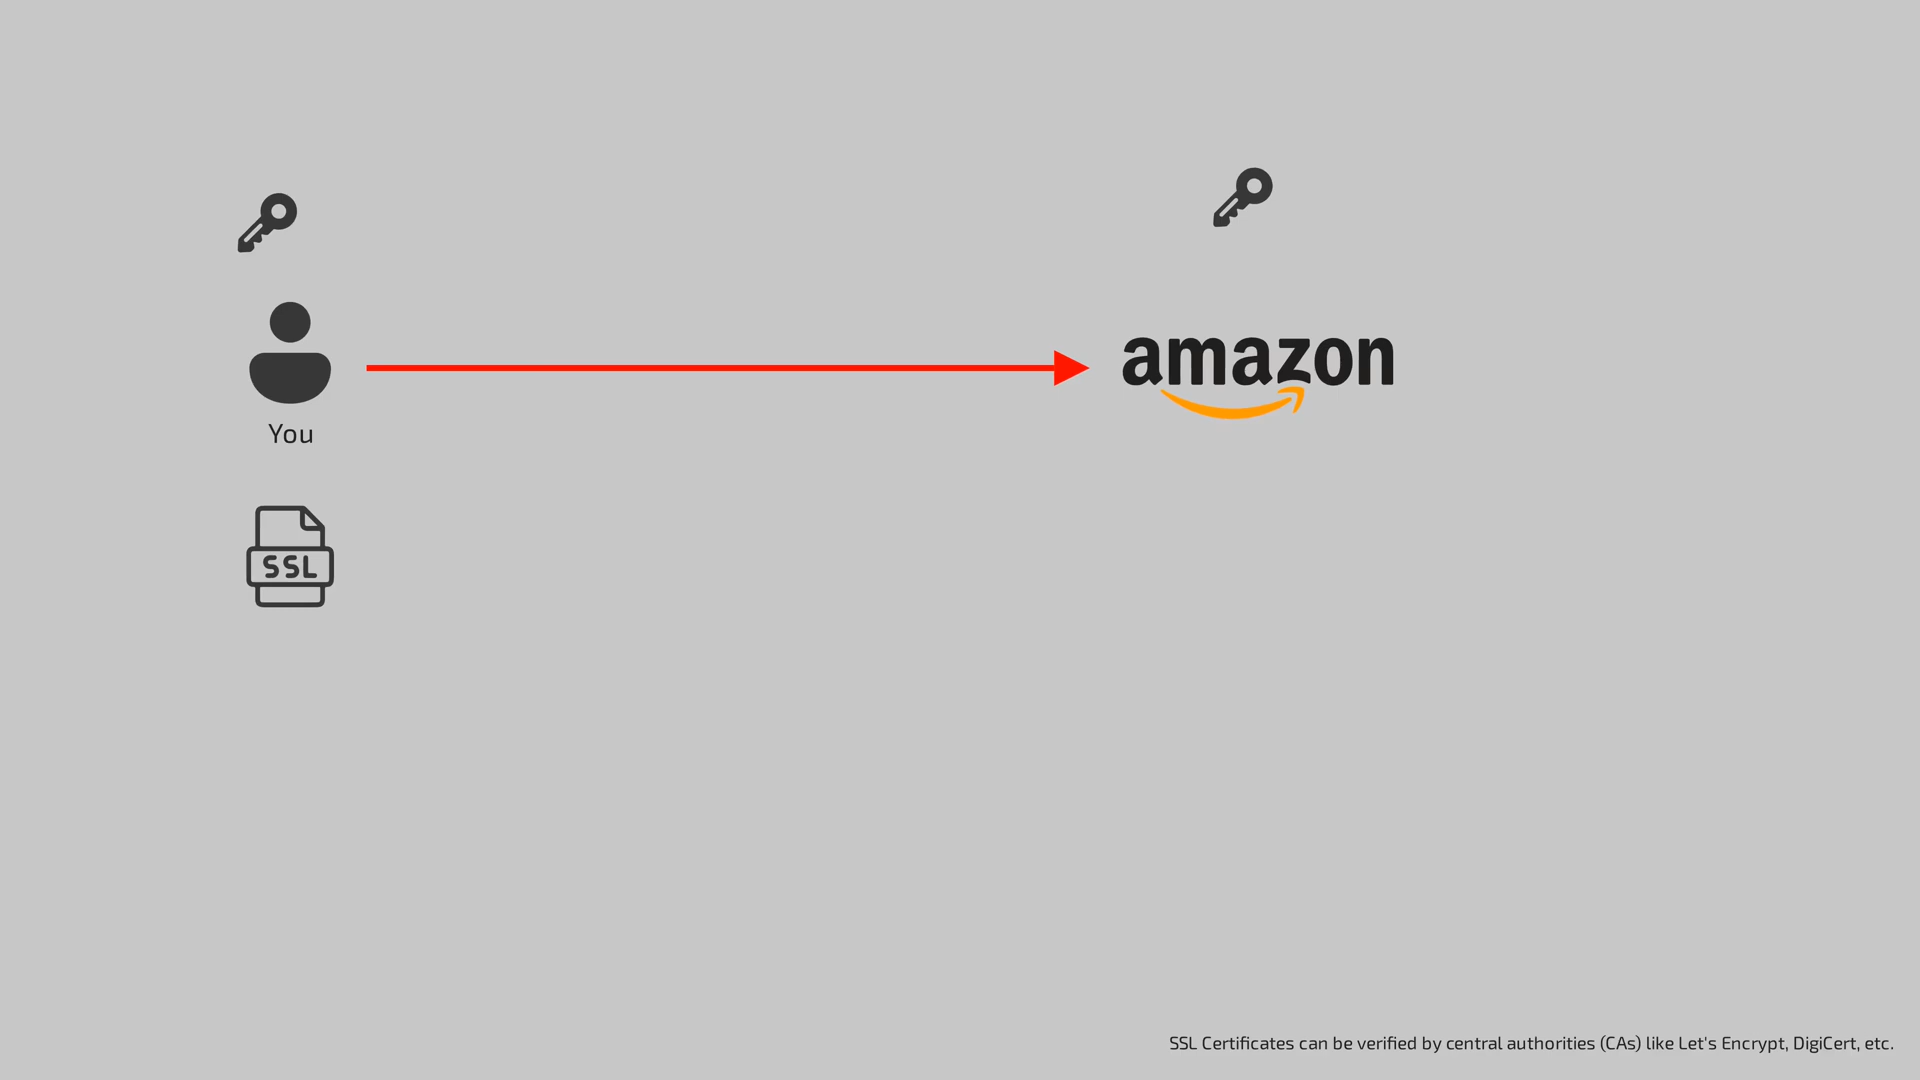 amazon
You
SSL
SSL Certificates can be verified by central authorities (CAs) like Let's Encrypt, DigiCert, etc.